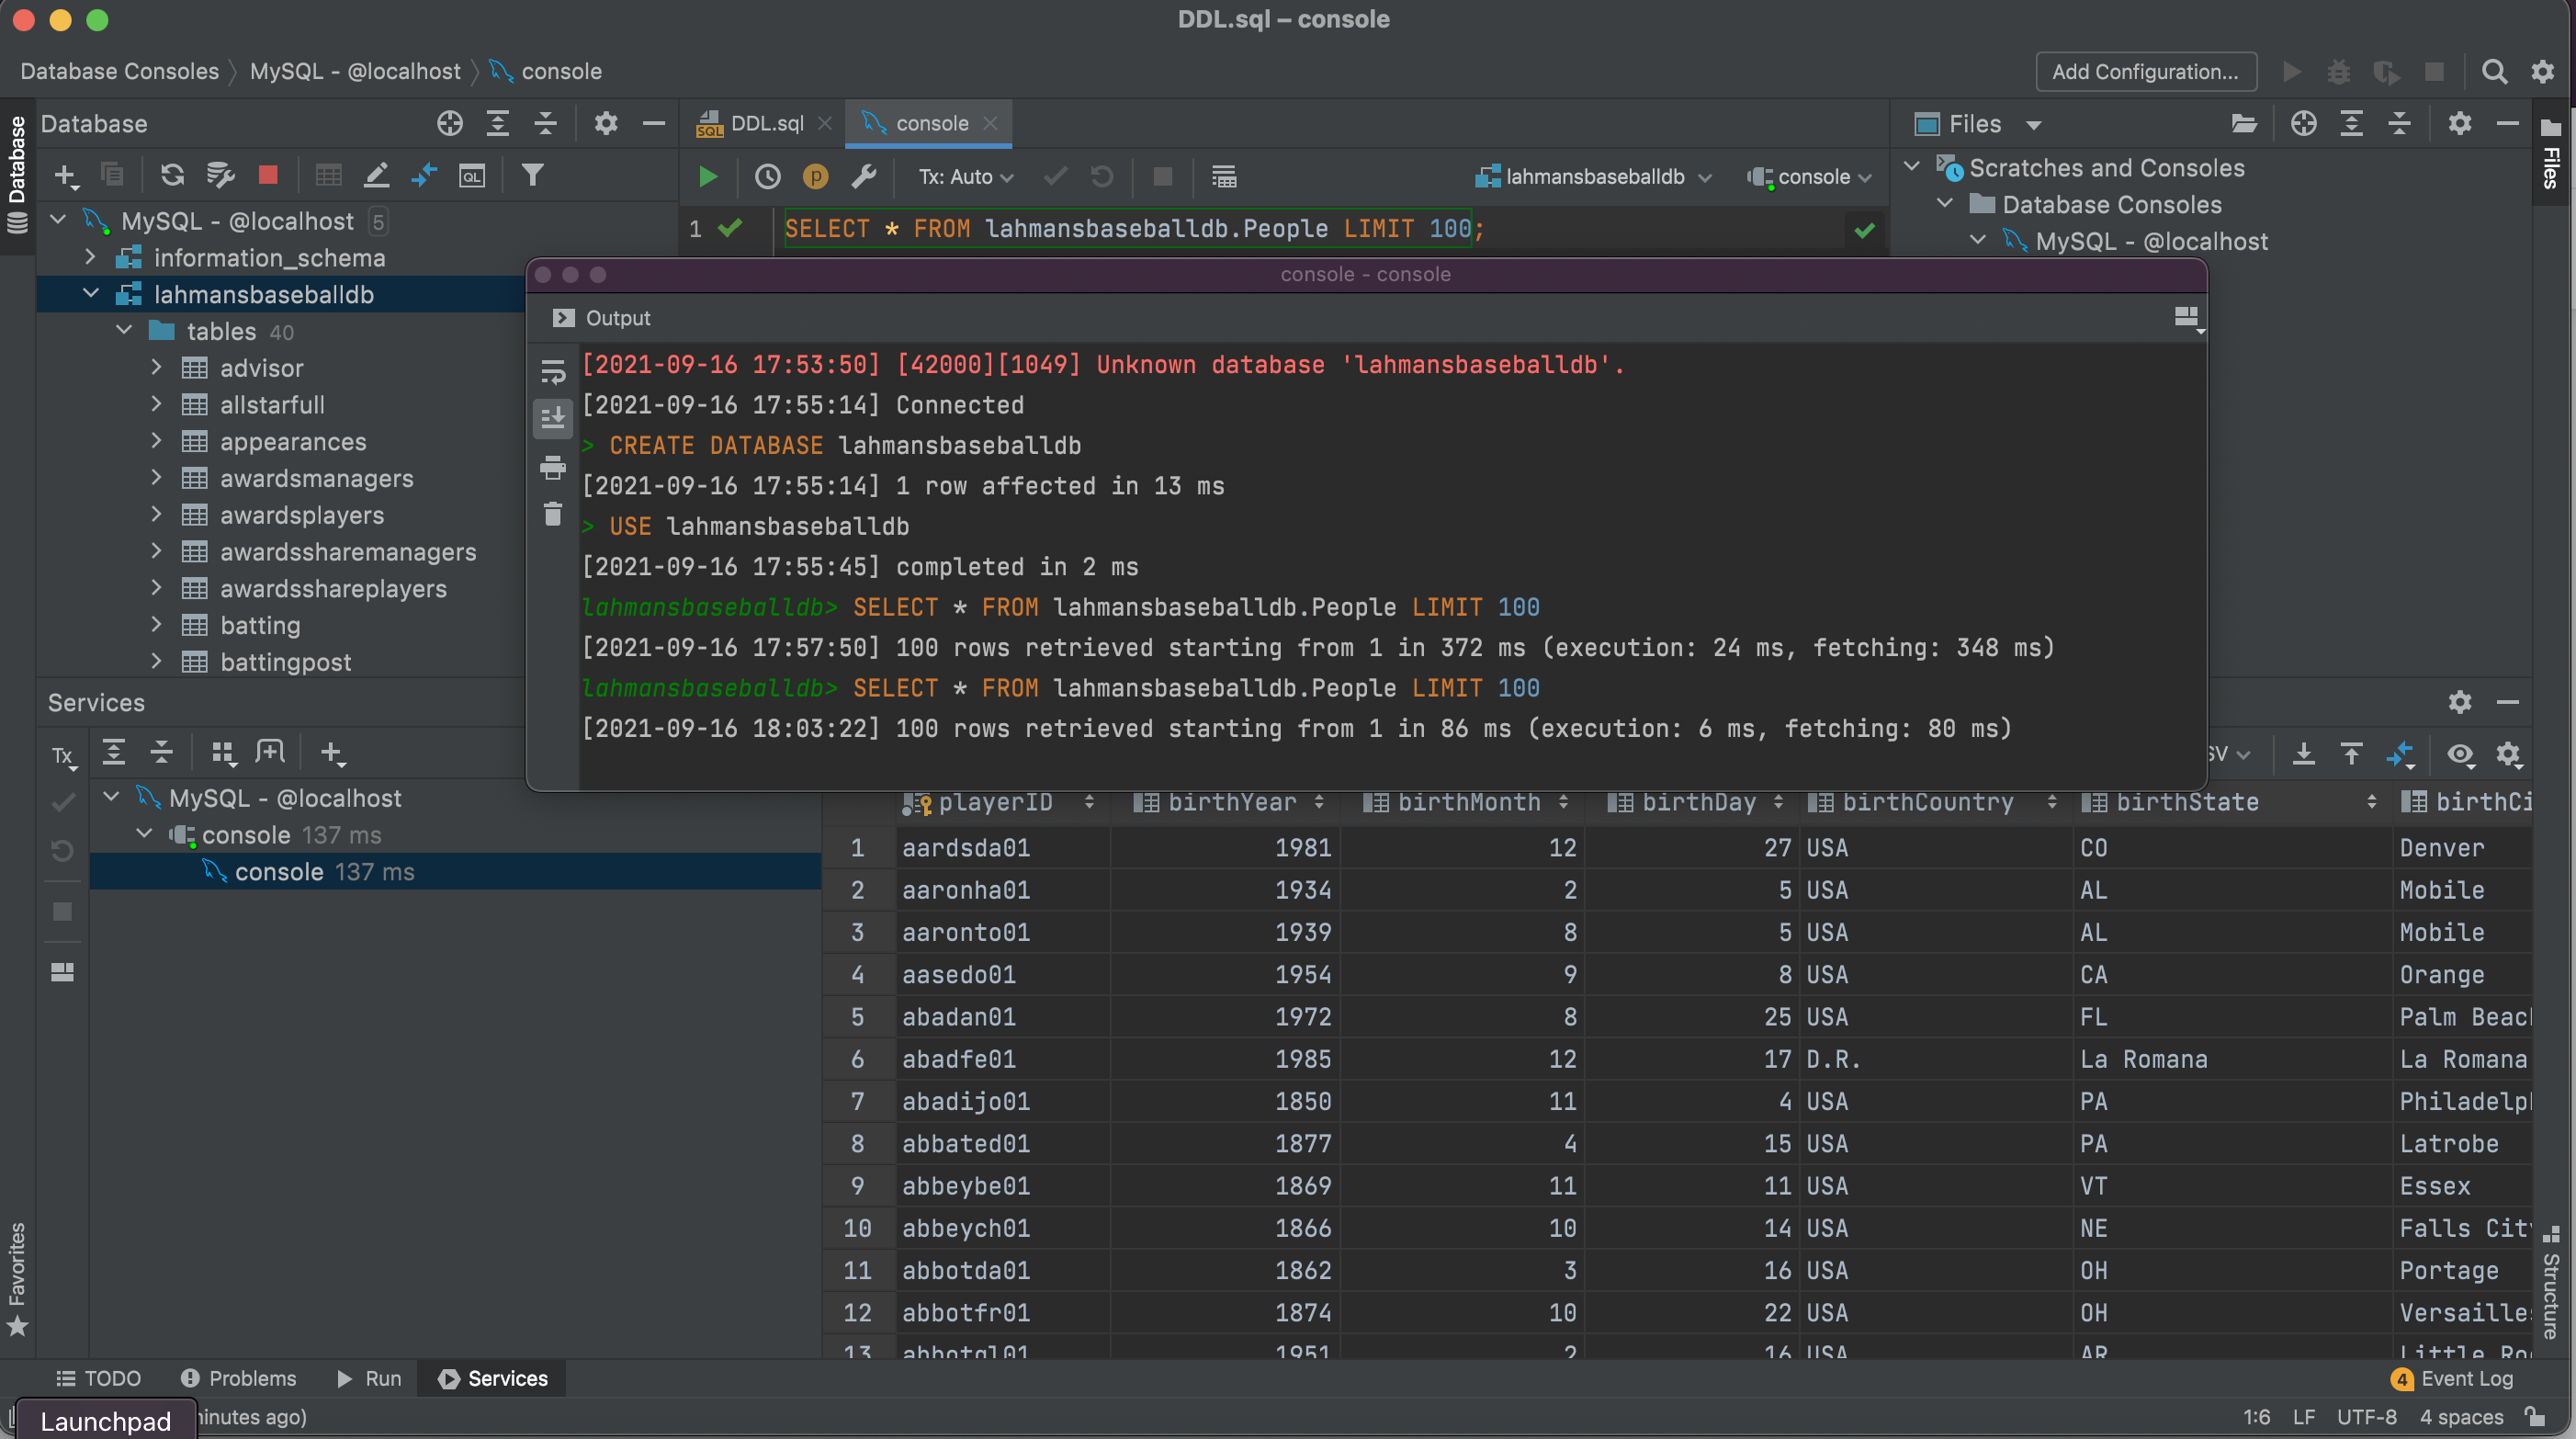 DDL.sql – console
Database Consoles MySQL - @localhost console
Add Configuration...
Database
Database
DDL.sql
console
Files
Files
Tx: Auto
lahmansbaseballdb
console
MySQL - @localhost 5
information_schema
lahmansbaseballdb
tables 40
advisor
allstarfull
appearances
awardsmanagers
awardsplayers
awardssharemanagers
awardsshareplayers
batting
battingpost
1 SELECT * FROM lahmansbaseballdb.People LIMIT 100;
Scratches and Consoles
Database Consoles
MySQL - @localhost
console - console
Output
[2021-09-16 17:53:50] [42000][1049] Unknown database 'lahmansbaseballdb'.
[2021-09-16 17:55:14] Connected
> CREATE DATABASE lahmansbaseballdb
[2021-09-16 17:55:14] 1 row affected in 13 ms
> USE lahmansbaseballdb
[2021-09-16 17:55:45] completed in 2 ms
lahmansbaseballdb> SELECT * FROM lahmansbaseballdb.People LIMIT 100
[2021-09-16 17:57:50] 100 rows retrieved starting from 1 in 372 ms (execution: 24 ms, fetching: 348 ms)
lahmansbaseballdb> SELECT * FROM lahmansbaseballdb.People LIMIT 100
[2021-09-16 18:03:22] 100 rows retrieved starting from 1 in 86 ms (execution: 6 ms, fetching: 80 ms)
Services
Tx
MySQL - @localhost
console 137 ms
console 137 ms
playerID birthYear birthMonth birthDay birthCountry birthState birthCi
1 aardsda01 1981 12 27 USA CO Denver
2 aaronha01 1934 2 5 USA AL Mobile
3 aaronto01 1939 8 5 USA AL Mobile
4 aasedo01 1954 9 8 USA CA Orange
5 abadan01 1972 8 25 USA FL Palm Beac
6 abadfe01 1985 12 17 D.R. La Romana La Romana
7 abadijo01 1850 11 4 USA PA Philadelp
8 abbated01 1877 4 15 USA PA Latrobe
9 abbeybe01 1869 11 11 USA VT Essex
10 abbeych01 1866 10 14 USA NE Falls Cit
11 abbotda01 1862 3 16 USA OH Portage
12 abbotfr01 1874 10 22 USA OH Versailles
13 abbotgl01 1951 2 16 USA AR Little Ro
Favorites
Structure
TODO
Problems
Run
Services
4 Event Log
Launchpad
inutes ago)
1:6 LF UTF-8 4 spaces